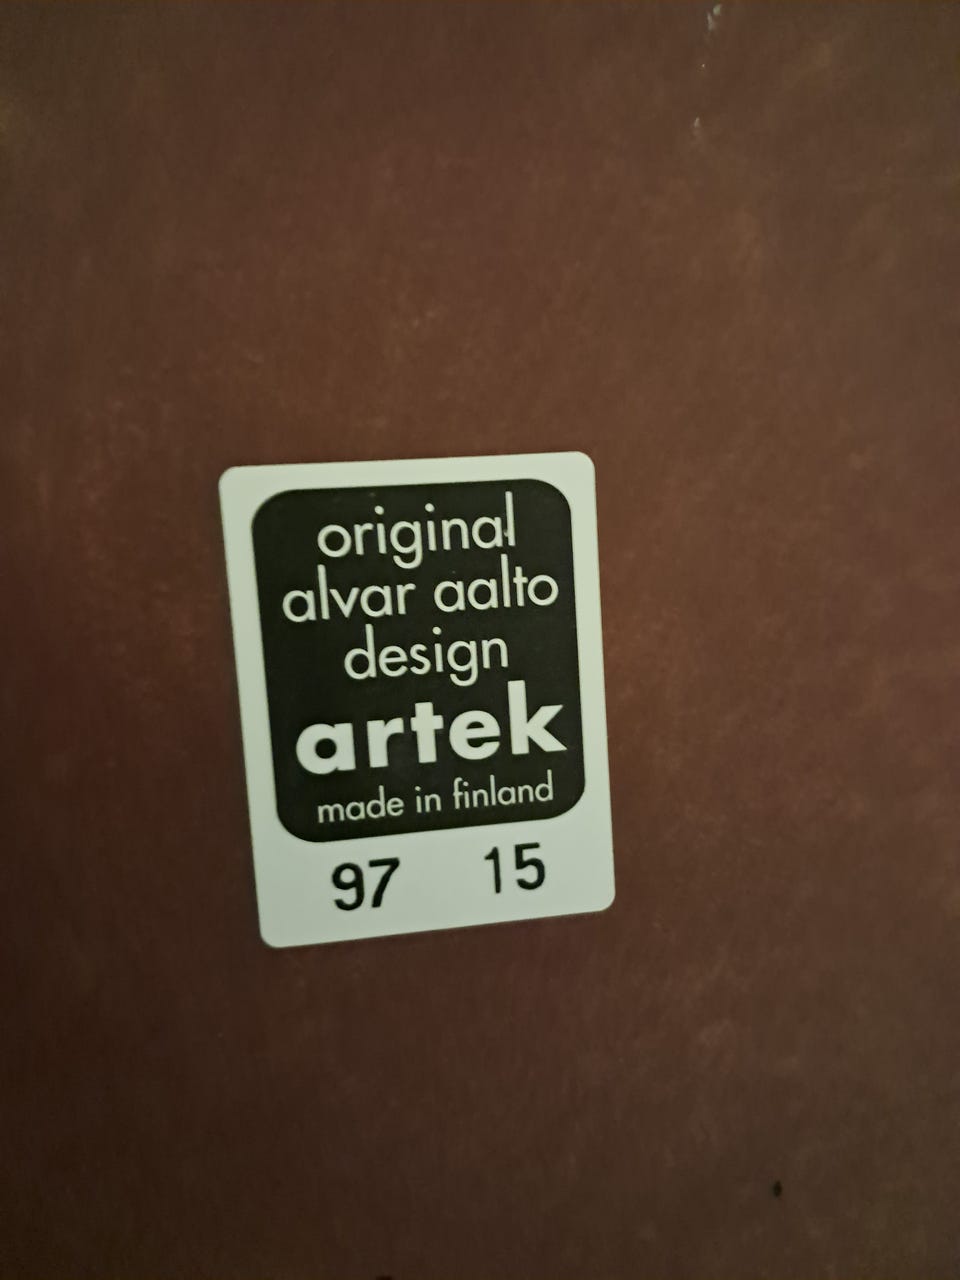 original
alvar aalto
design
artek
made in finland
97 15